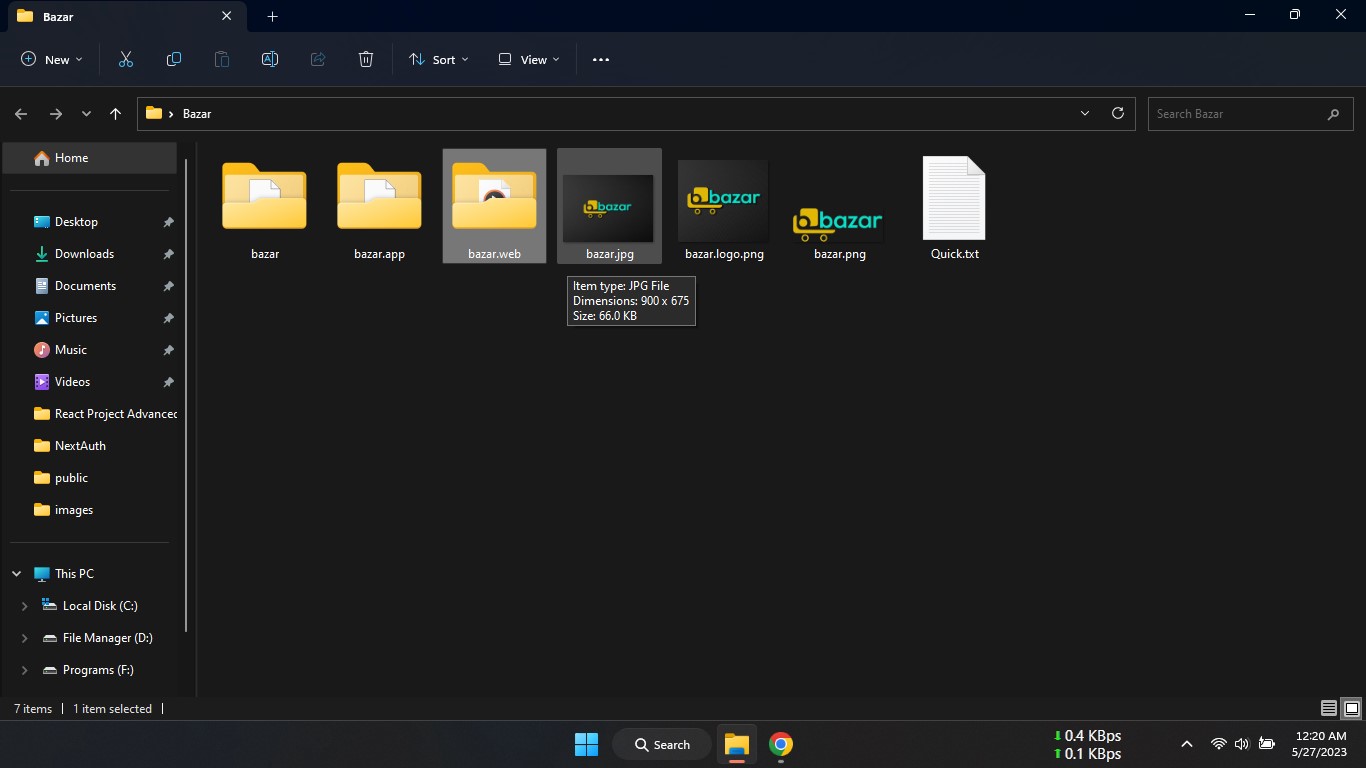 Bazar
New
Sort
View
Bazar
Search Bazar
Home
Desktop
Downloads
Documents
Pictures
Music
Videos
React Project Advanced
NextAuth
public
images
This PC
Local Disk (C:)
File Manager (D:)
Programs (F:)
bazar
bazar
bazar
bazar
bazar.app
bazar.web
bazar.jpg
bazar.logo.png
bazar.png
Quick.txt
Item type: JPG File
Dimensions: 900 x 675
Size: 66.0 KB
7 items
1 item selected
Search
0.4 KBps
0.1 KBps
12:20 AM
5/27/2023